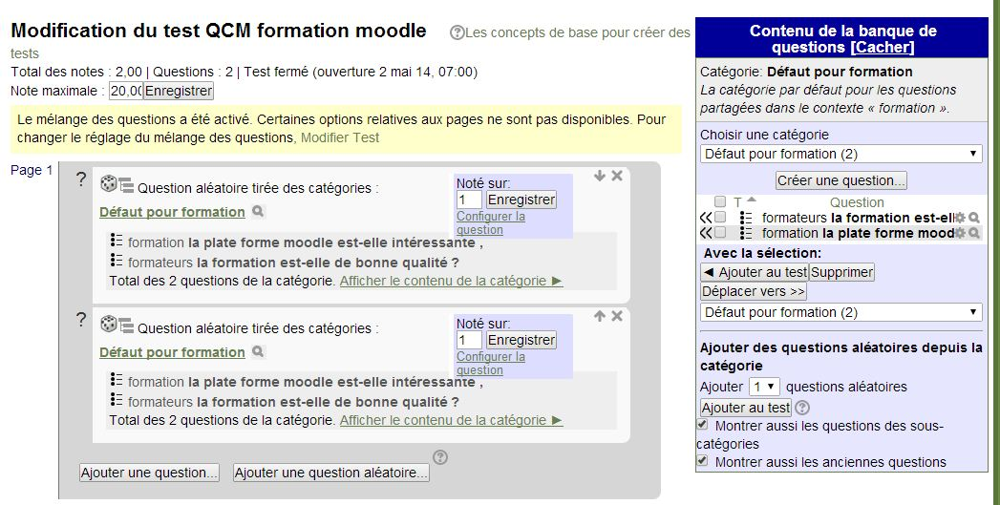 Modification du test QCM formation moodle Les concepts de base pour créer des
tests
Total des notes : 2,00 | Questions : 2 | Test fermé (ouverture 2 mai 14, 07:00)
Note maximale : 20,00 Enregistrer
Le mélange des questions a été activé. Certaines options relatives aux pages ne sont pas disponibles. Pour
changer le réglage du mélange des questions, Modifier Test
Page 1
? Question aléatoire tirée des catégories :
Noté sur:
1 Enregistrer
Configurer la
question
Défaut pour formation
formation la plate forme moodle est-elle intéressante ,
formateurs la formation est-elle de bonne qualité ?
Total des 2 questions de la catégorie. Afficher le contenu de la catégorie ►
? Question aléatoire tirée des catégories :
Noté sur:
1 Enregistrer
Configurer la
question
Défaut pour formation
formation la plate forme moodle est-elle intéressante ,
formateurs la formation est-elle de bonne qualité ?
Total des 2 questions de la catégorie. Afficher le contenu de la catégorie ►
Ajouter une question... Ajouter une question aléatoire...
Contenu de la banque de
questions [Cacher]
Catégorie: Défaut pour formation
La catégorie par défaut pour les questions
partagées dans le contexte « formation ».
Choisir une catégorie
Défaut pour formation (2)
Créer une question...
T Question
formateurs la formation est-ell
formation la plate forme mood
Avec la sélection:
◄ Ajouter au test Supprimer
Déplacer vers >>
Défaut pour formation (2)
Ajouter des questions aléatoires depuis la
catégorie
Ajouter 1 questions aléatoires
Ajouter au test
Montrer aussi les questions des sous-
catégories
Montrer aussi les anciennes questions